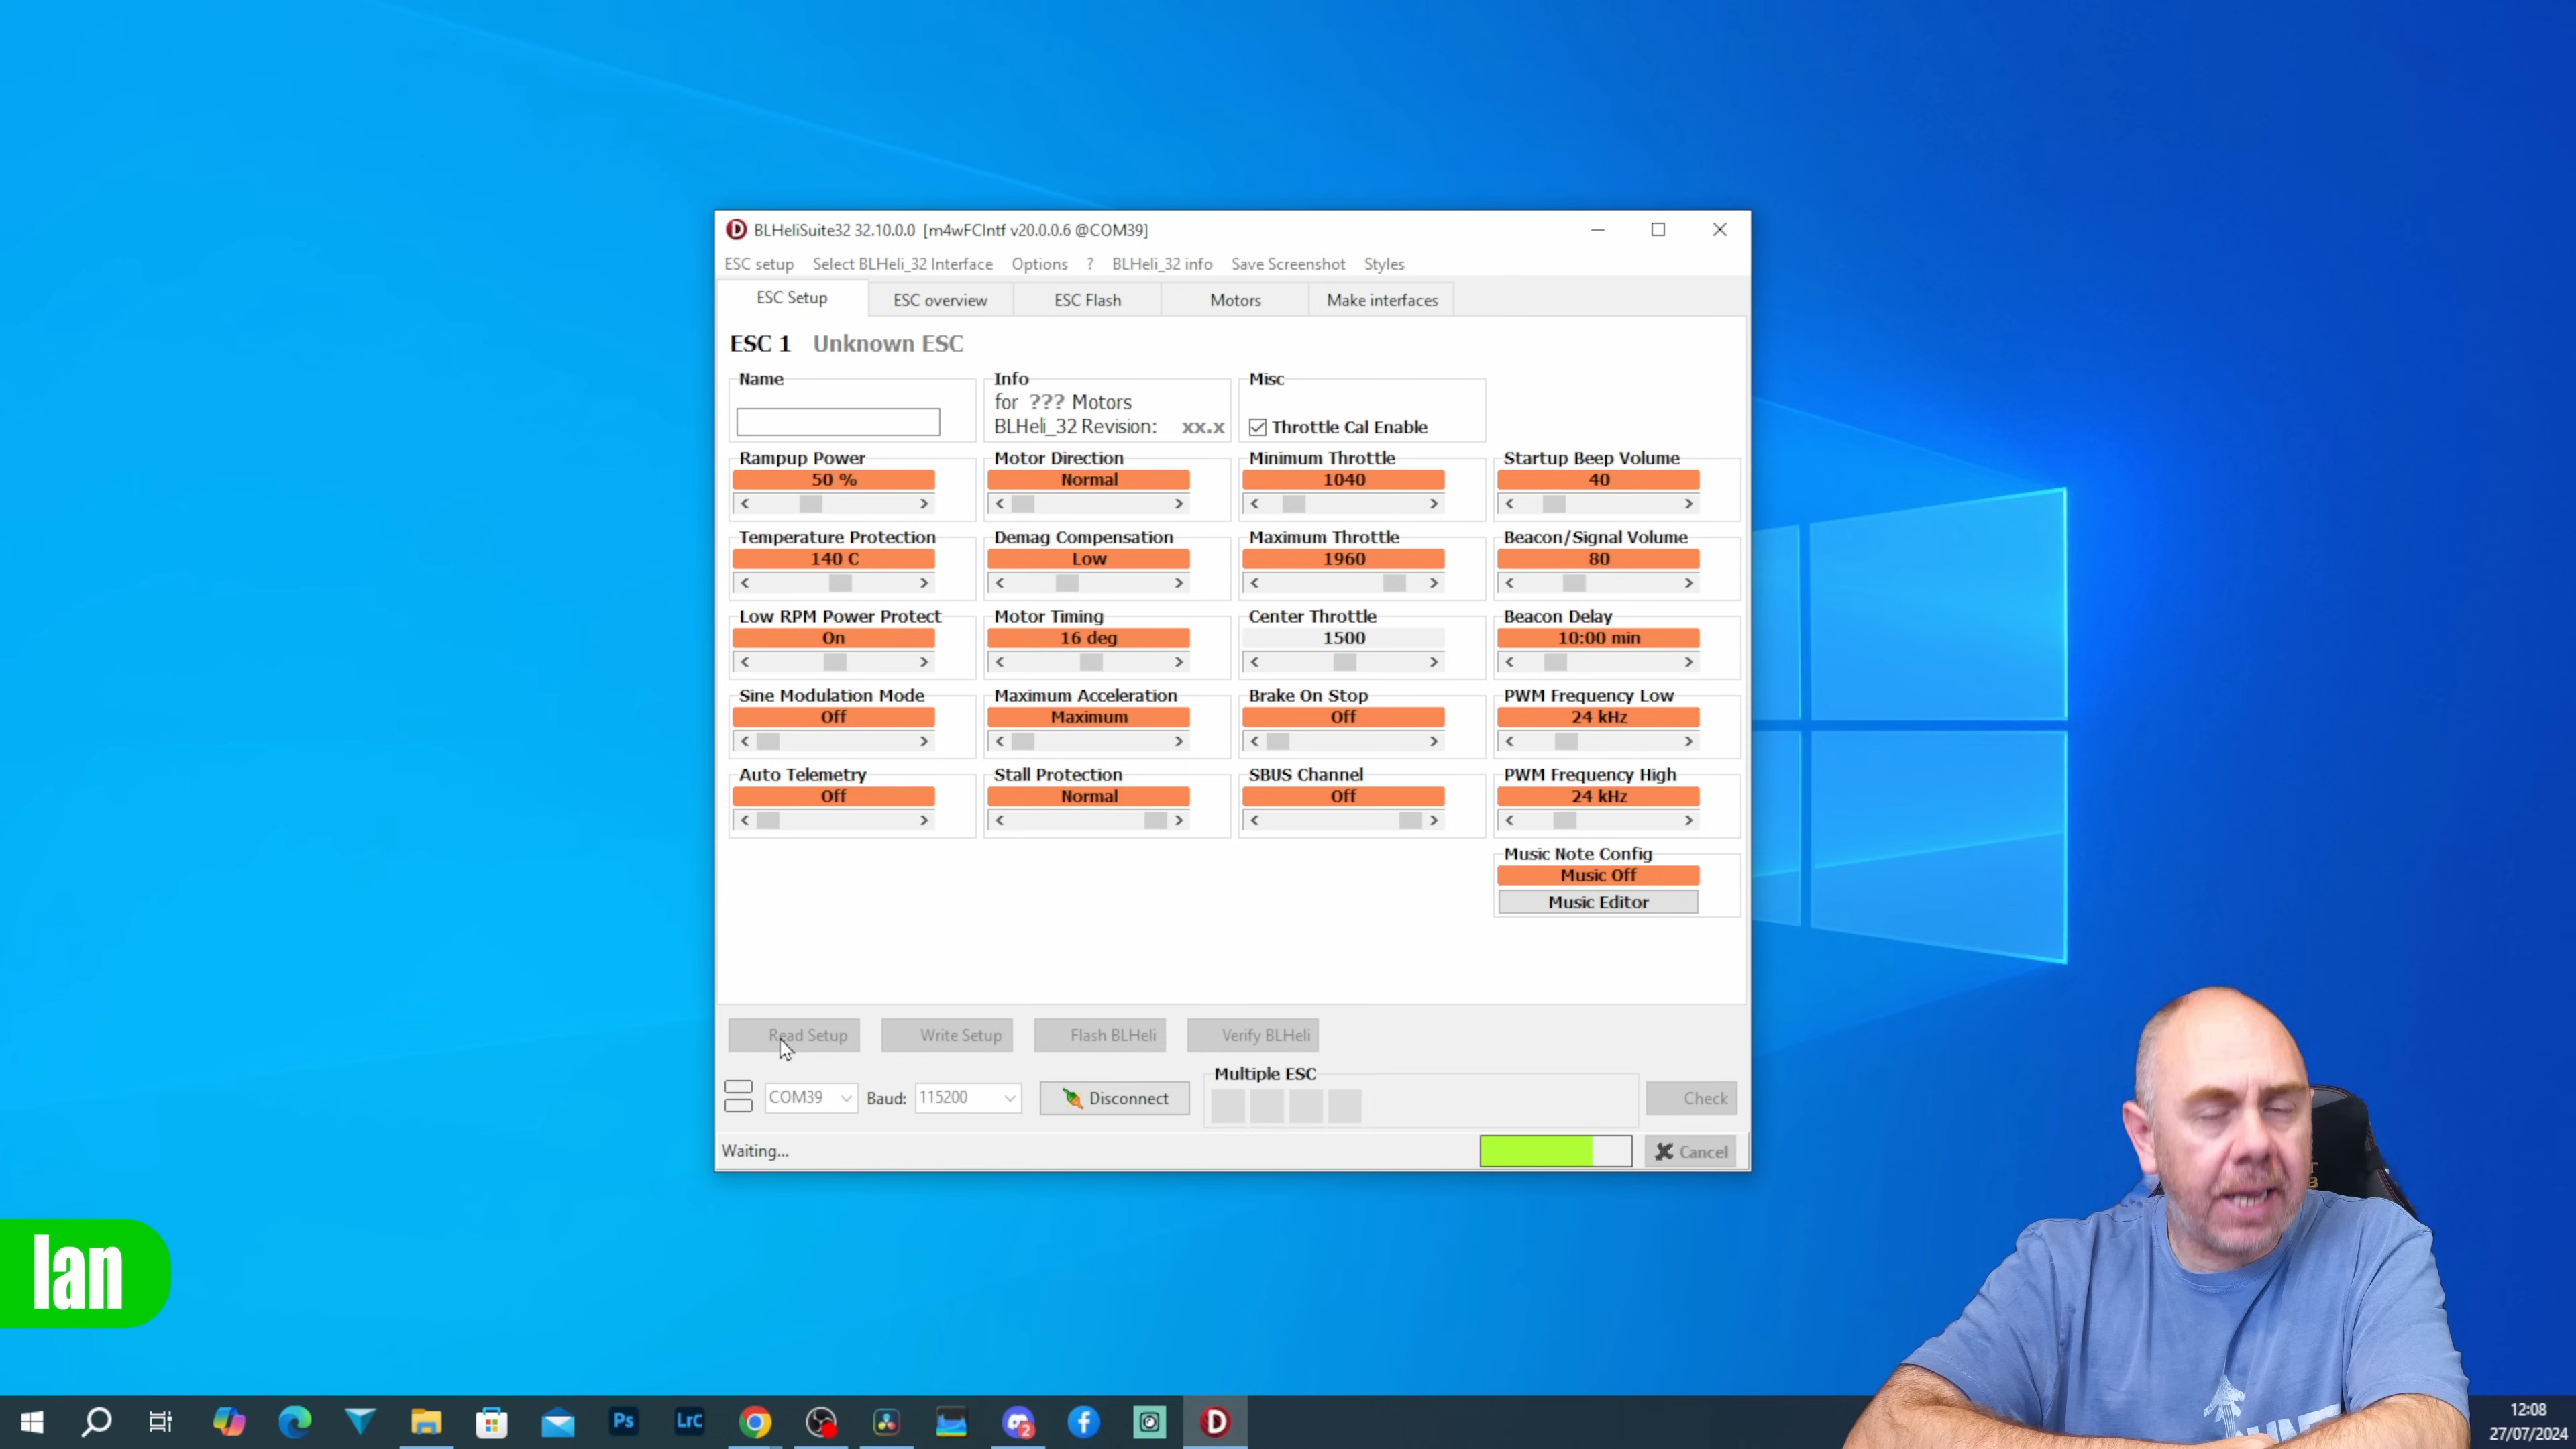 BLHeliSuite32 32.10.0.0 [m4wFCIntf v20.0.0.6 @COM39]
ESC setup Select BLHeli_32 Interface Options ? BLHeli_32 info Save Screenshot Styles
ESC Setup ESC overview ESC Flash Motors Make interfaces
ESC 1 Unknown ESC
Name Info Misc
for ??? Motors
BLHeli_32 Revision: xx.x Throttle Cal Enable
Rampup Power Motor Direction Minimum Throttle Startup Beep Volume
50 % Normal 1040 40
Temperature Protection Demag Compensation Maximum Throttle Beacon/Signal Volume
140 C Low 1960 80
Low RPM Power Protect Motor Timing Center Throttle Beacon Delay
On 16 deg 1500 10:00 min
Sine Modulation Mode Maximum Acceleration Brake On Stop PWM Frequency Low
Off Maximum Off 24 kHz
Auto Telemetry Stall Protection SBUS Channel PWM Frequency High
Off Normal Off 24 kHz
Music Note Config
Music Off
Music Editor
Read Setup Write Setup Flash BLHeli Verify BLHeli
Multiple ESC
COM39 Baud: 115200 Disconnect Check
Waiting... Cancel
Ian
Ps LrC 2 D
12:08
27/07/2024